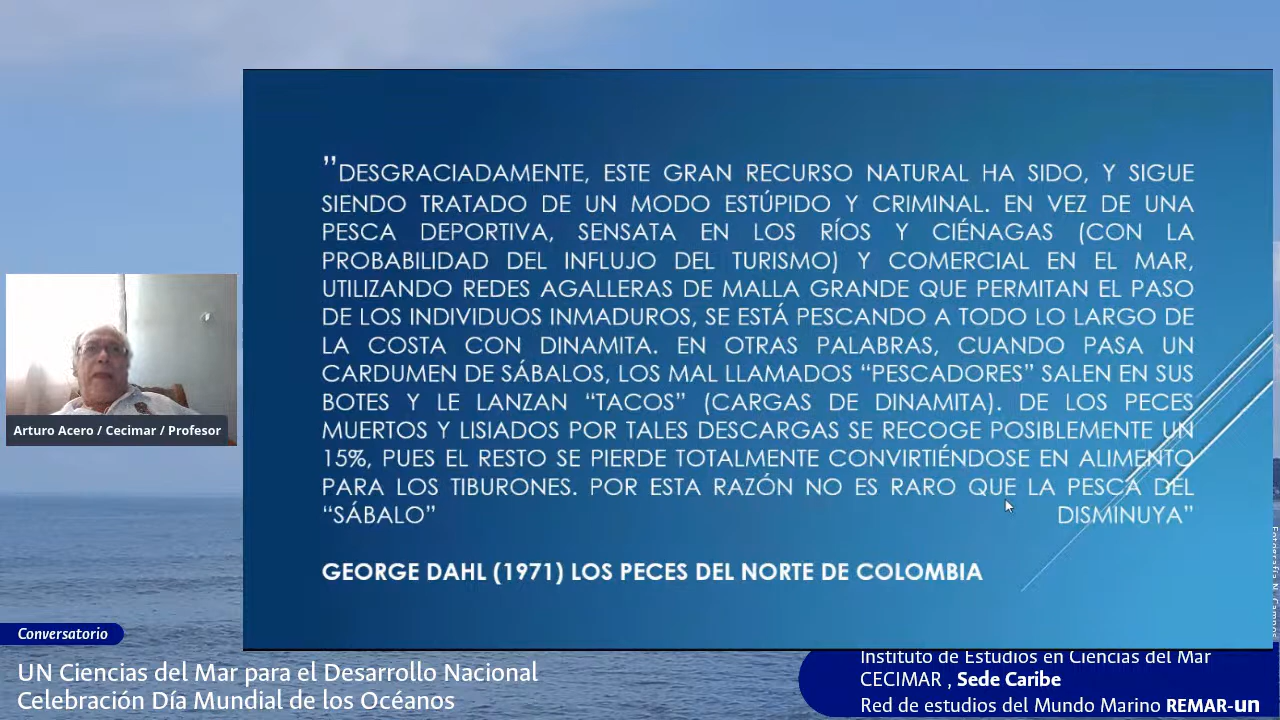 ”DESGRACIADAMENTE, ESTE GRAN RECURSO NATURAL HA SIDO, Y SIGUE
SIENDO TRATADO DE UN MODO ESTÚPIDO Y CRIMINAL. EN VEZ DE UNA
PESCA DEPORTIVA, SENSATA EN LOS RÍOS Y CIÉNAGAS (CON LA
PROBABILIDAD DEL INFLUJO DEL TURISMO) Y COMERCIAL EN EL MAR,
UTILIZANDO REDES AGALLERAS DE MALLA GRANDE QUE PERMITAN EL PASO
DE LOS INDIVIDUOS INMADUROS, SE ESTÁ PESCANDO A TODO LO LARGO DE
LA COSTA CON DINAMITA. EN OTRAS PALABRAS, CUANDO PASA UN
CARDUMEN DE SÁBALOS, LOS MAL LLAMADOS “PESCADORES” SALEN EN SUS
BOTES Y LE LANZAN “TACOS” (CARGAS DE DINAMITA). DE LOS PECES
MUERTOS Y LISIADOS POR TALES DESCARGAS SE RECOGE POSIBLEMENTE UN
15%, PUES EL RESTO SE PIERDE TOTALMENTE CONVIRTIÉNDOSE EN ALIMENTO
PARA LOS TIBURONES. POR ESTA RAZÓN NO ES RARO QUE LA PESCA DEL
“SÁBALO” DISMINUYA”
GEORGE DAHL (1971) LOS PECES DEL NORTE DE COLOMBIA
Arturo Acero / Cecimar / Profesor
Conversatorio
UN Ciencias del Mar para el Desarrollo Nacional
Celebración Día Mundial de los Océanos
Instituto de Estudios en Ciencias del Mar
CECIMAR , Sede Caribe
Red de estudios del Mundo Marino REMAR-un